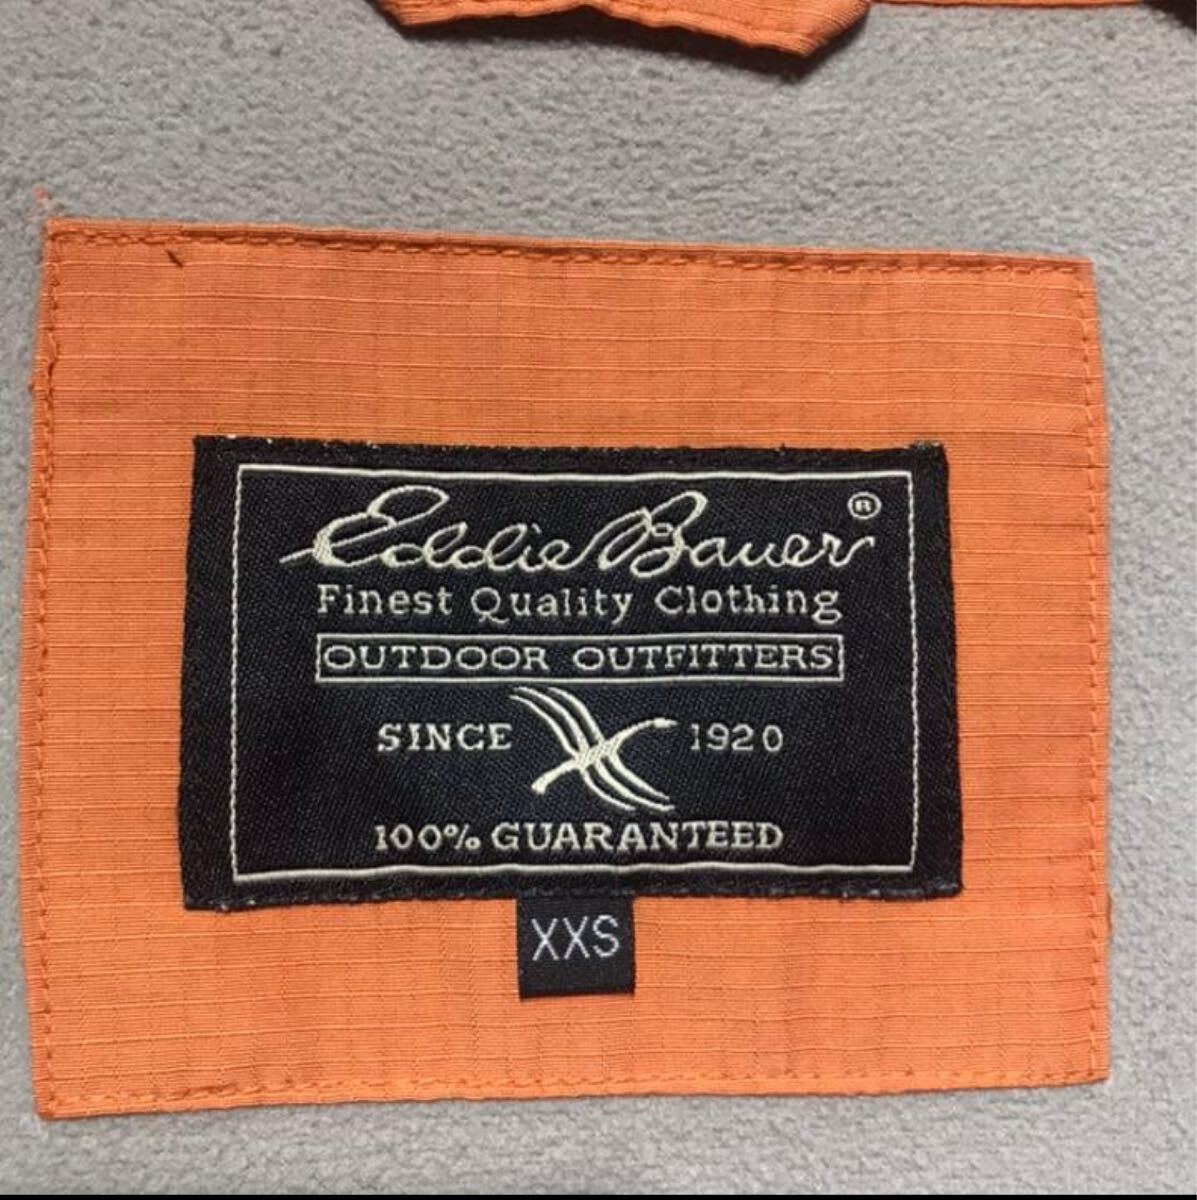 Eddie Bauer®
Finest Quality Clothing
OUTDOOR OUTFITTERS
SINCE 1920
100% GUARANTEED
XXS